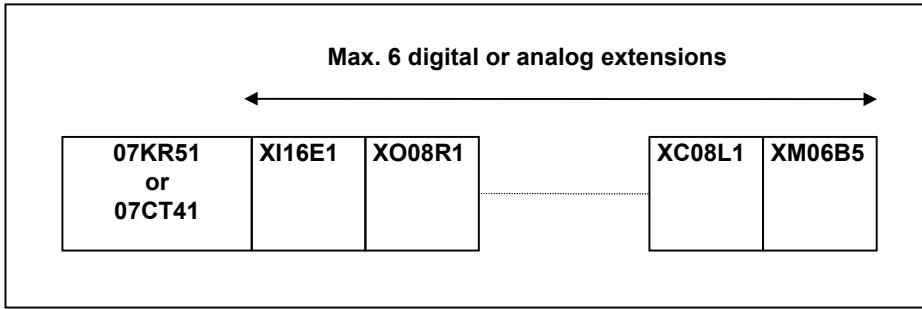 Max. 6 digital or analog extensions
07KR51 XI16E1 XO08R1 XC08L1 XM06B5
or
07CT41